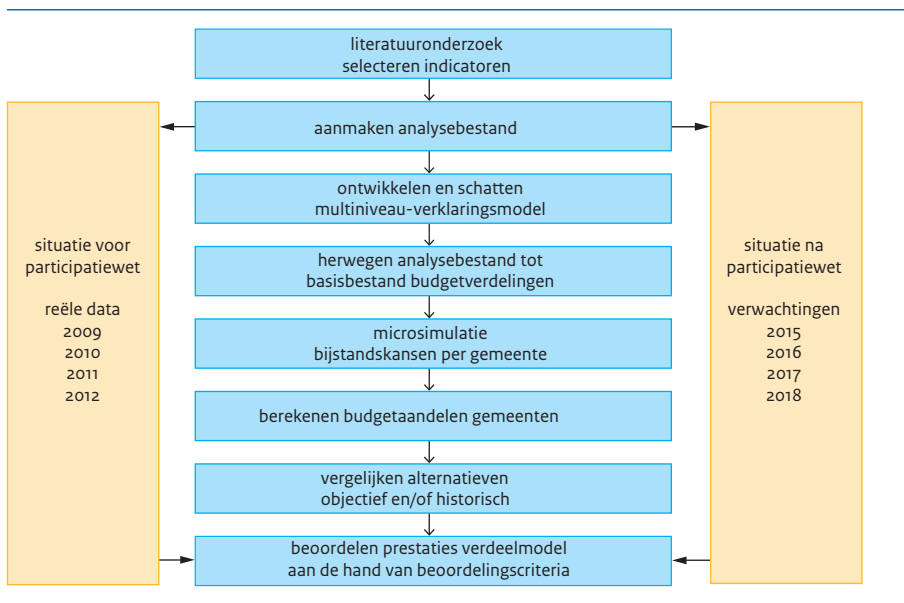 literatuuronderzoek
selecteren indicatoren
aanmaken analysebestand
ontwikkelen en schatten
multiniveau-verklaringsmodel
herwegen analysebestand tot
basisbestand budgetverdelingen
microsimulatie
bijstandskansen per gemeente
berekenen budgetaandelen gemeenten
vergelijken alternatieven
objectief en/of historisch
beoordelen prestaties verdeelmodel
aan de hand van beoordelingscriteria
situatie voor
participatiewet
reële data
2009
2010
2011
2012
situatie na
participatiewet
verwachtingen
2015
2016
2017
2018